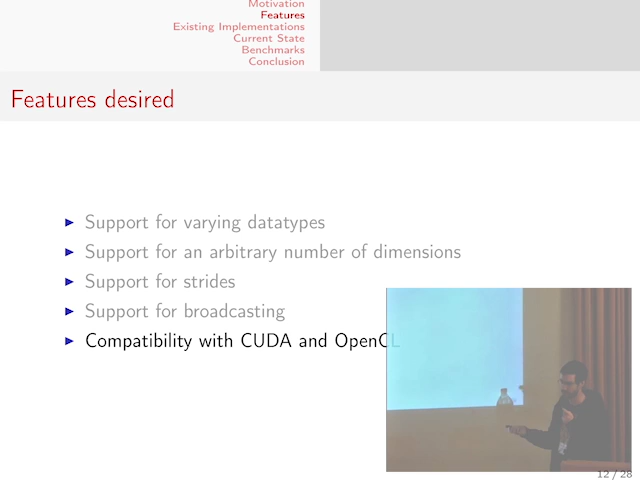 Motivation
Features
Existing Implementations
Current State
Benchmarks
Conclusion
Features desired
Support for varying datatypes
Support for an arbitrary number of dimensions
Support for strides
Support for broadcasting
Compatibility with CUDA and OpenCL
12 / 28